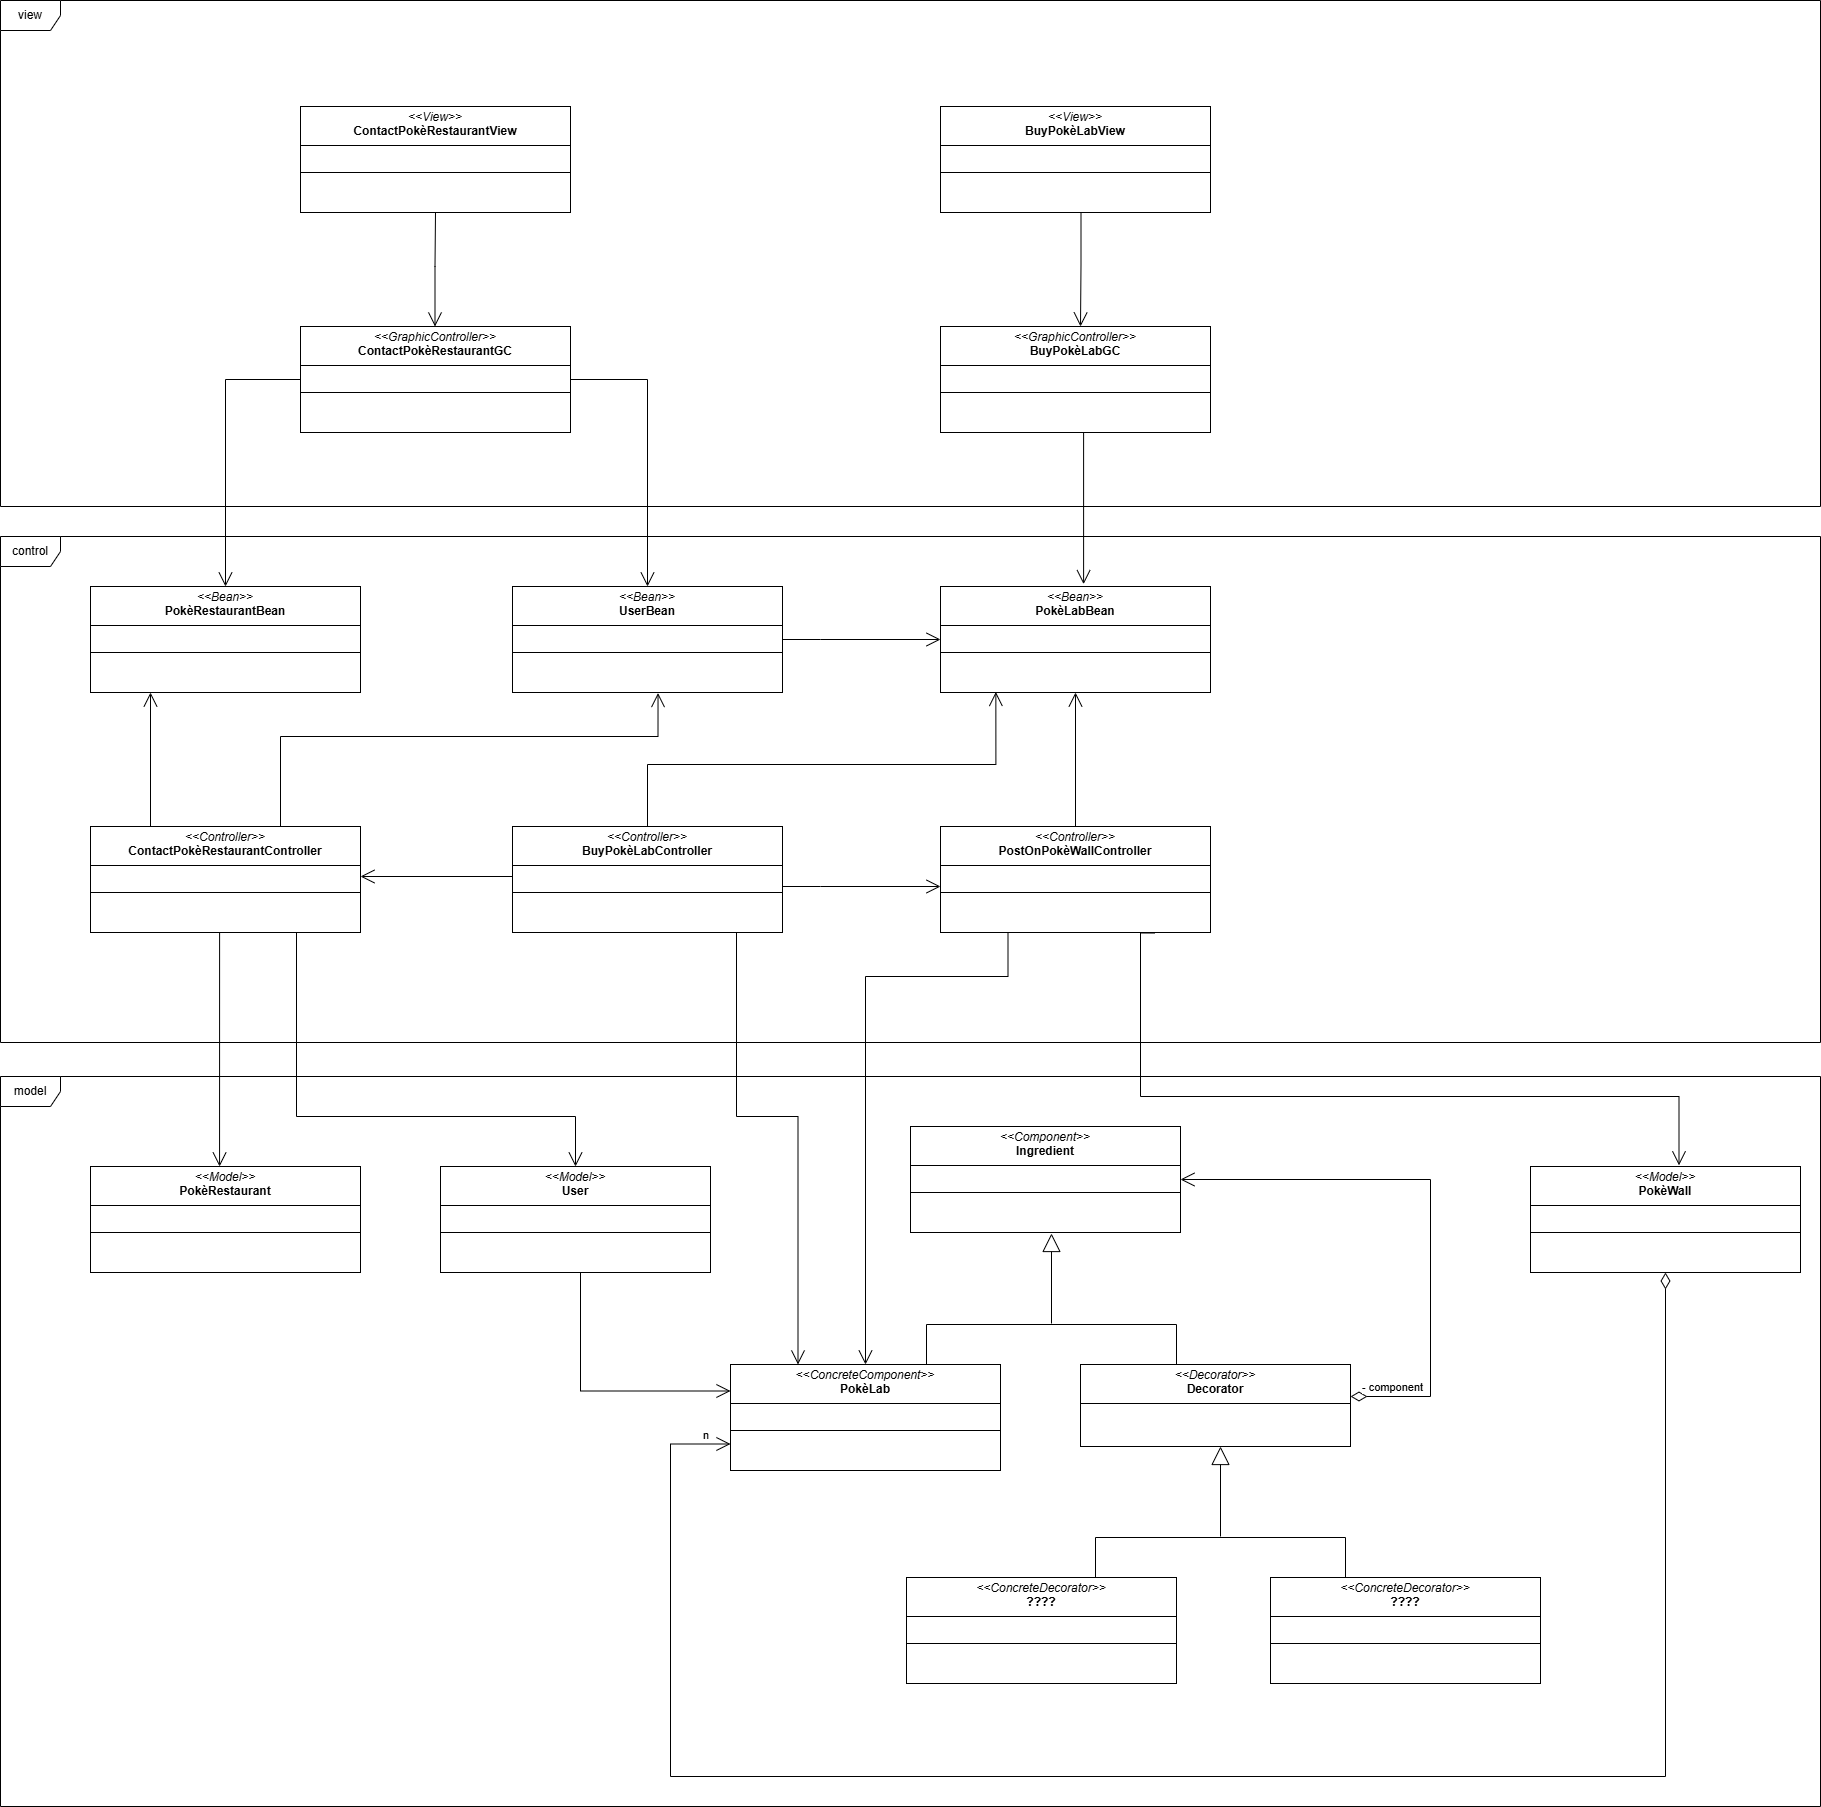 view
<<View>>
ContactPokèRestaurantView
<<View>>
BuyPokèLabView
<<GraphicController>>
ContactPokèRestaurantGC
<<GraphicController>>
BuyPokèLabGC
control
<<Bean>>
PokèRestaurantBean
<<Bean>>
UserBean
<<Bean>>
PokèLabBean
<<Controller>>
ContactPokèRestaurantController
<<Controller>>
BuyPokèLabController
<<Controller>>
PostOnPokèWallController
model
<<Component>>
Ingredient
<<Model>>
PokèRestaurant
<<Model>>
User
<<Model>>
PokèWall
<<ConcreteComponent>>
PokèLab
<<Decorator>>
Decorator
- component
n
<<ConcreteDecorator>>
????
<<ConcreteDecorator>>
????